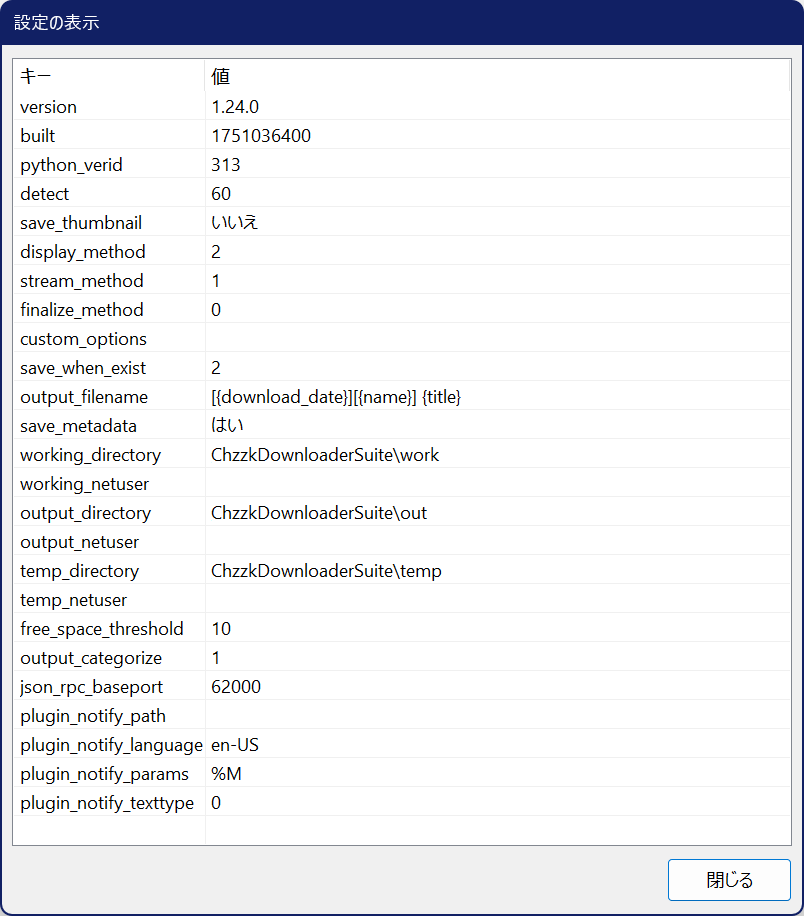 設定の表示
キー 値
version 1.24.0
built 1751036400
python_verid 313
detect 60
save_thumbnail いいえ
display_method 2
stream_method 1
finalize_method 0
custom_options
save_when_exist 2
output_filename [{download_date}][{name}] {title}
save_metadata はい
working_directory ChzzkDownloaderSuite\work
working_netuser
output_directory ChzzkDownloaderSuite\out
output_netuser
temp_directory ChzzkDownloaderSuite\temp
temp_netuser
free_space_threshold 10
output_categorize 1
json_rpc_baseport 62000
plugin_notify_path
plugin_notify_language en-US
plugin_notify_params %M
plugin_notify_texttype 0
閉じる